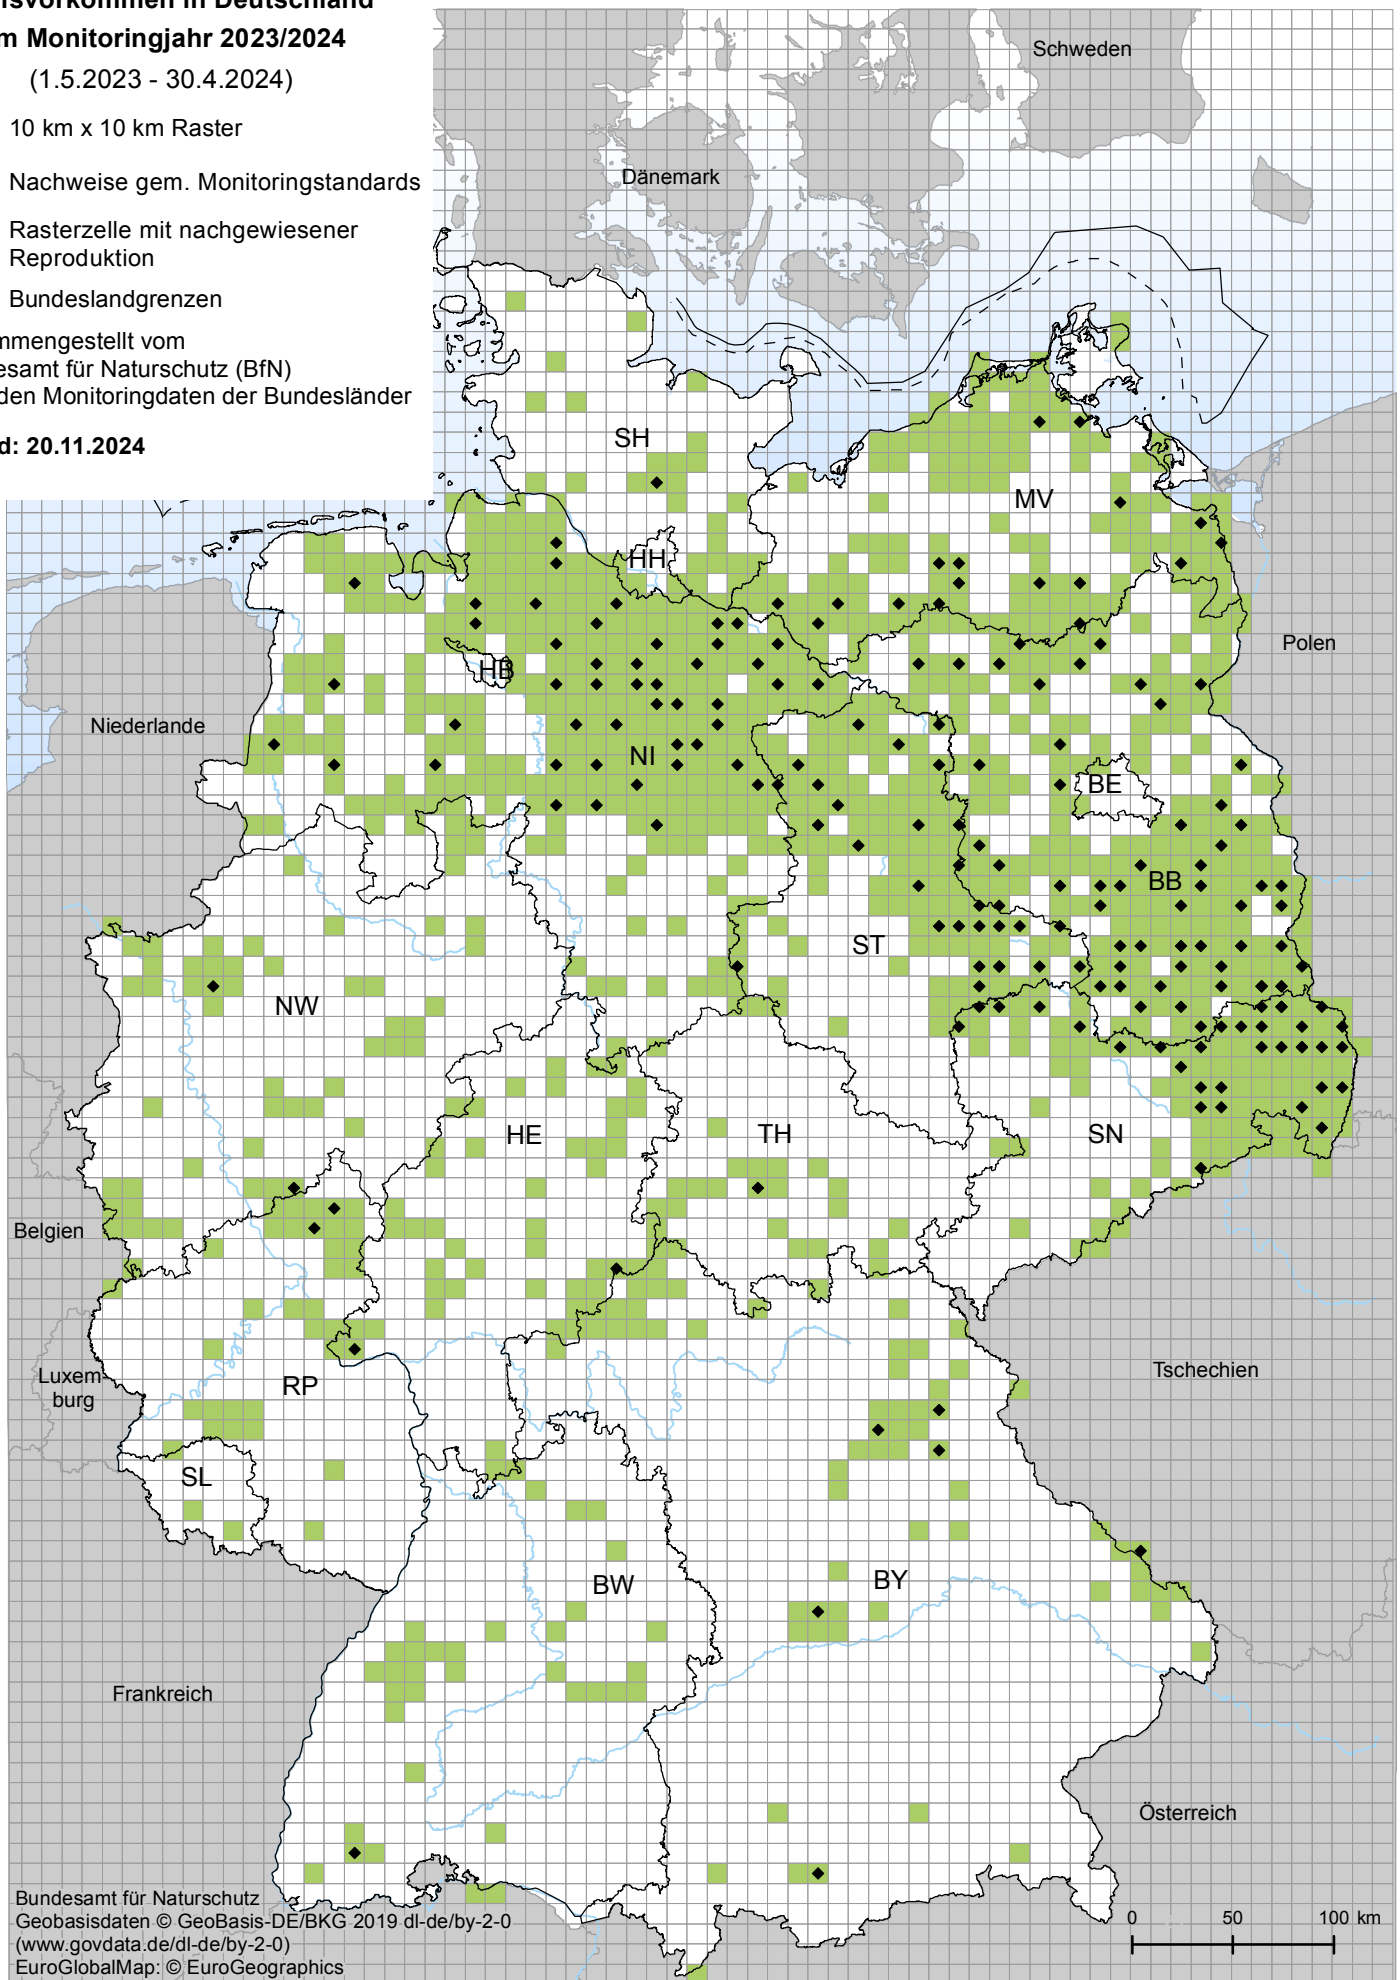 svorkommen in Deutschland
m Monitoringjahr 2023/2024
(1.5.2023 - 30.4.2024)
10 km x 10 km Raster
Nachweise gem. Monitoringstandards
Rasterzelle mit nachgewiesener
Reproduktion
Bundeslandgrenzen
mmengestellt vom
esamt für Naturschutz (BfN)
den Monitoringdaten der Bundesländer
d: 20.11.2024
Schweden
Dänemark
SH
MV
HH
Polen
HB
Niederlande
NI
BE
BB
ST
NW
HE
TH
SN
Belgien
Tschechien
Luxem-
burg
RP
SL
BW
BY
Frankreich
Österreich
Bundesamt für Naturschutz
Geobasisdaten © GeoBasis-DE/BKG 2019 dl-de/by-2-0
(www.govdata.de/dl-de/by-2-0)
EuroGlobalMap: © EuroGeographics
0 50 100 km